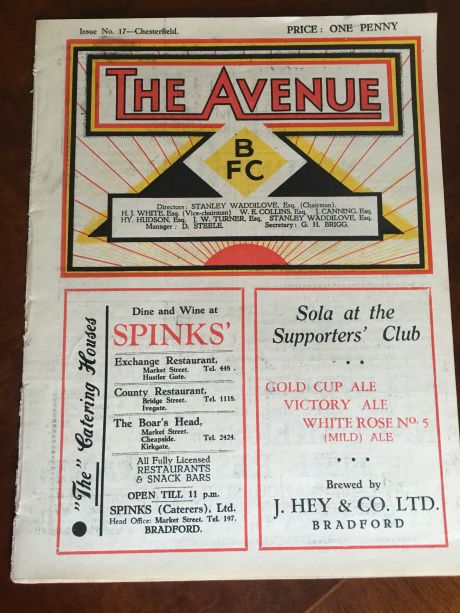 Issue No. 17—Chesterfield.
PRICE: ONE PENNY
THE AVENUE
B
FC
Directors: STANLEY WADDILOVE, Esq. (Chairman).
H. J. WHITE, Esq. (Vice-chairman) W. E. COLLINS, Esq. J. CANNING, Esq.
HY. HUDSON, Esq. J. W. TURNER, Esq. STANLEY WADDILOVE, Esq.
Manager: D. STEELE. Secretary: G. H. BRIGG.
"The" Catering Houses
Dine and Wine at
SPINKS'
Exchange Restaurant,
Market Street. Tel. 448.
Hustler Gate.
County Restaurant,
Bridge Street. Tel. 1118.
Ivegate.
The Boar's Head,
Market Street.
Cheapside. Tel. 2424.
Kirkgate.
All Fully Licensed
RESTAURANTS
& SNACK BARS
OPEN TILL 11 p.m.
SPINKS (Caterers), Ltd.
Head Office: Market Street. Tel. 197.
BRADFORD.
Sola at the
Supporters' Club
GOLD CUP ALE
VICTORY ALE
WHITE ROSE No. 5
(MILD) ALE
Brewed by
J. HEY & CO. LTD.
BRADFORD